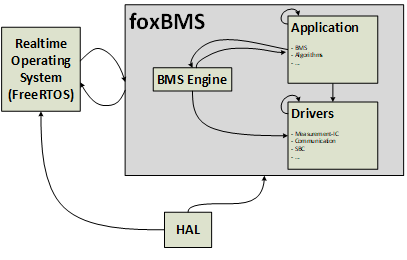 foxBMS
Realtime
Operating
System
(FreeRTOS)
BMS Engine
Application
- BMS
- Algorithms
- ...
Drivers
- Measurement-IC
- Communication
- SBC
- ...
HAL